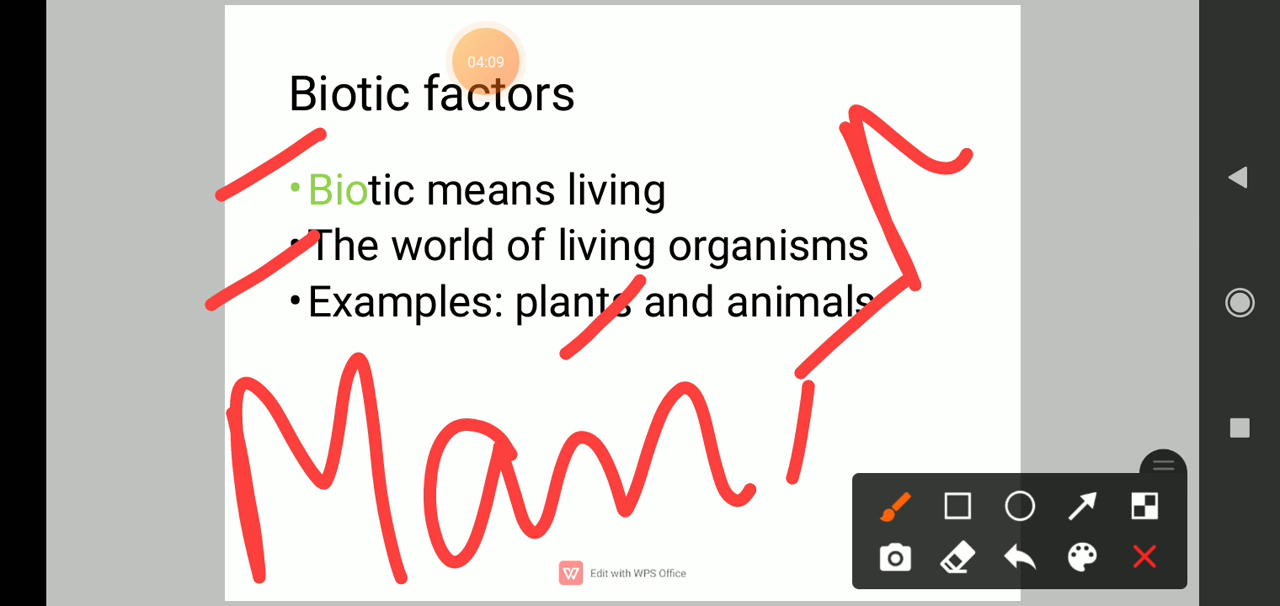 04:09
Biotic factors
•Biotic means living
•The world of living organisms
•Examples: plants and animals
Mani
Edit with WPS Office